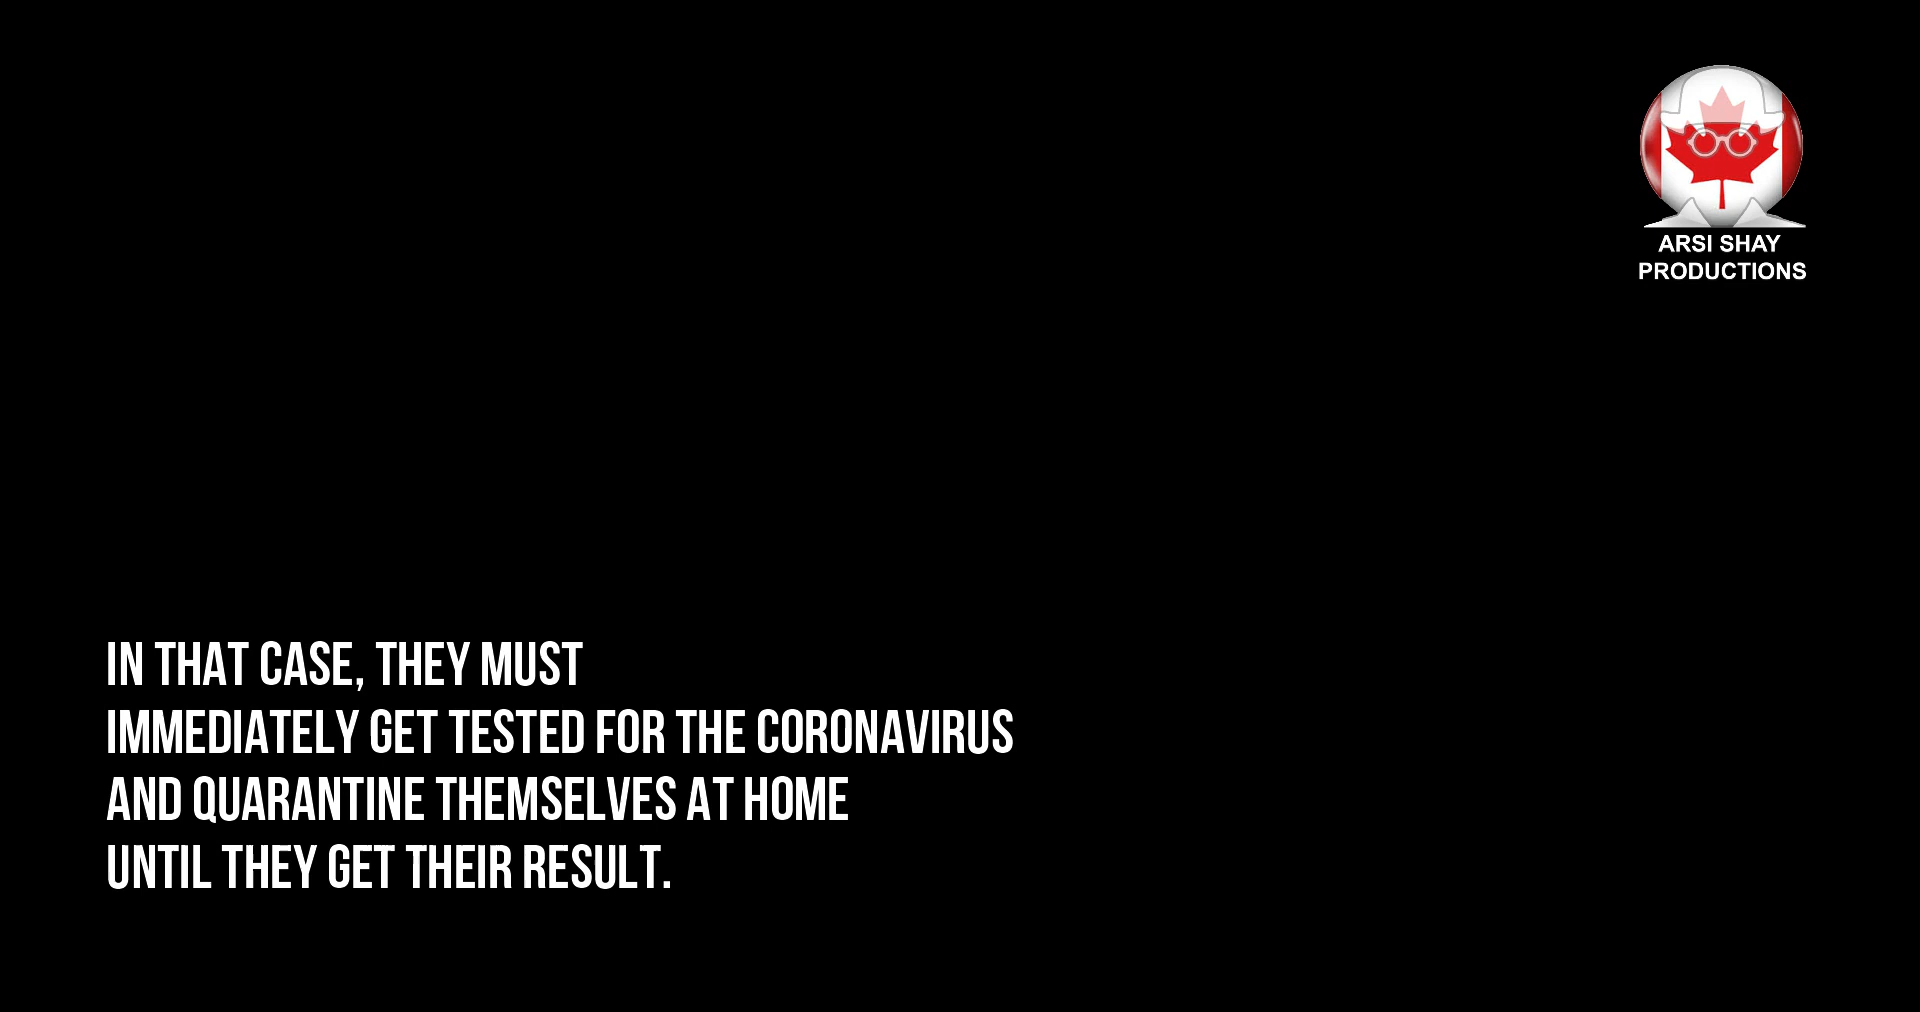 ARSI SHAY
PRODUCTIONS
IN THAT CASE, THEY MUST
IMMEDIATELY GET TESTED FOR THE CORONAVIRUS
AND QUARANTINE THEMSELVES AT HOME
UNTIL THEY GET THEIR RESULT.